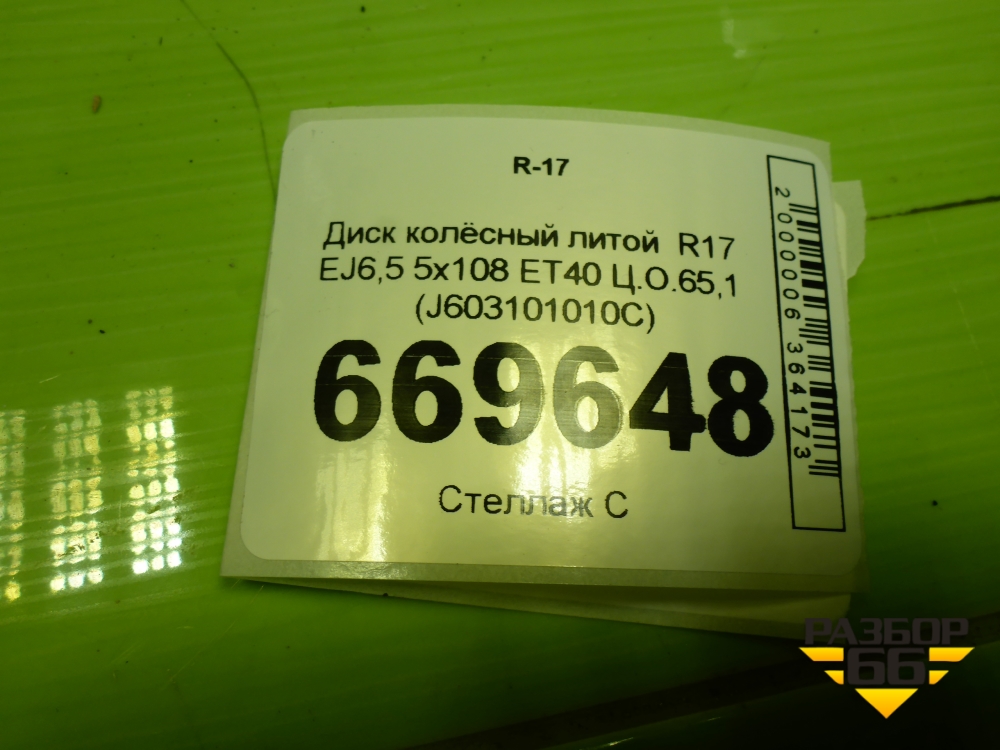 R-17
Диск колёсный литой R17
EJ6,5 5x108 ET40 Ц.О.65,1
(J603101010C)
669648
Стеллаж С
2000006364173
РАЗБОР
66